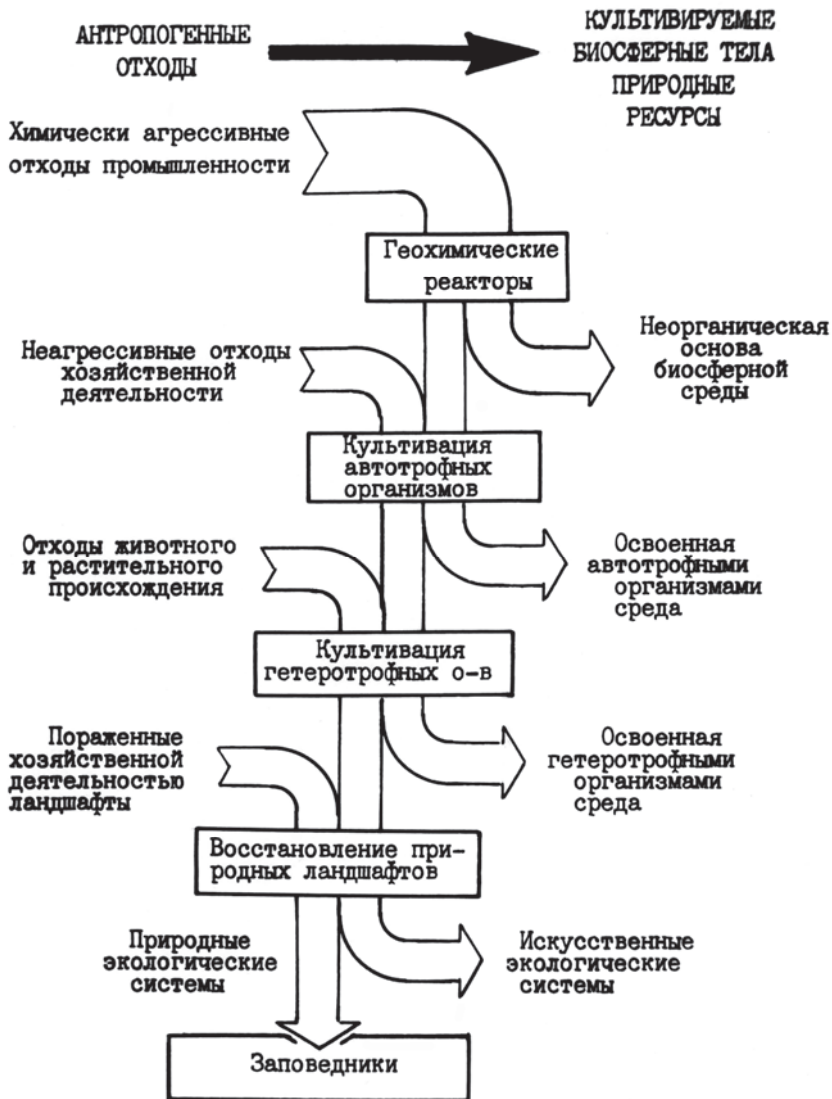 АНТРОПОГЕННЫЕ
ОТХОДЫ
КУЛЬТИВИРУЕМЫЕ
БИОСФЕРНЫЕ ТЕЛА
ПРИРОДНЫЕ
РЕСУРСЫ
Химически агрессивные
отходы промышленности
Геохимические
реакторы
Неагрессивные отходы
хозяйственной
деятельности
Неорганическая
основа
биосферной
среды
Культивация
автотрофных
организмов
Отходы животного
и растительного
происхождения
Освоенная
автотрофными
организмами
среда
Культивация
гетеротрофных о-в
Пораженные
хозяйственной
деятельностью
ландшафты
Освоенная
гетеротрофными
организмами
среда
Восстановление при-
родных ландшафтов
Природные
экологические
системы
Искусственные
экологические
системы
Заповедники